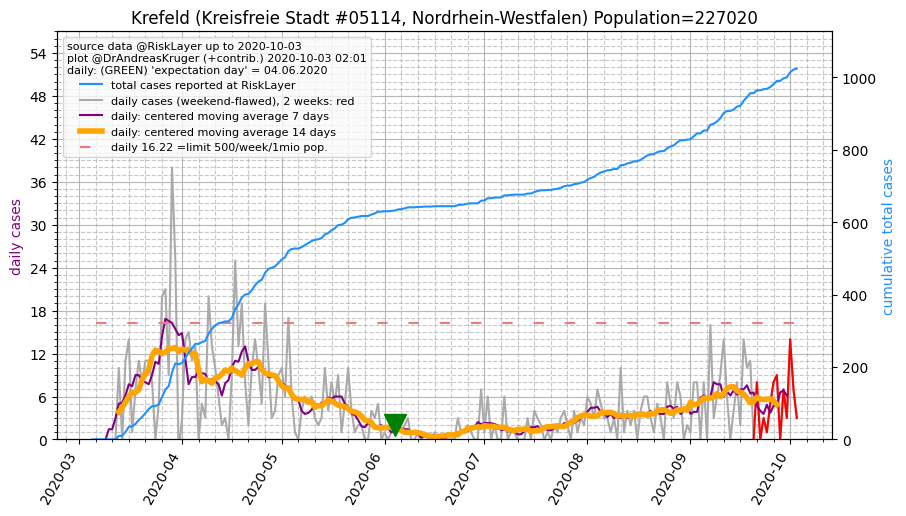 Krefeld (Kreisfreie Stadt #05114, Nordrhein-Westfalen) Population=227020
source data @RiskLayer up to 2020-10-03
plot @DrAndreasKruger (+contrib.) 2020-10-03 02:01
daily: (GREEN) 'expectation day' = 04.06.2020
total cases reported at RiskLayer
daily cases (weekend-flawed), 2 weeks: red
daily: centered moving average 7 days
daily: centered moving average 14 days
daily 16.22 =limit 500/week/1mio pop.
daily cases
54
48
42
36
30
24
18
12
6
0
cumulative total cases
1000
800
600
400
200
0
2020-03
2020-04
2020-05
2020-06
2020-07
2020-08
2020-09
2020-10